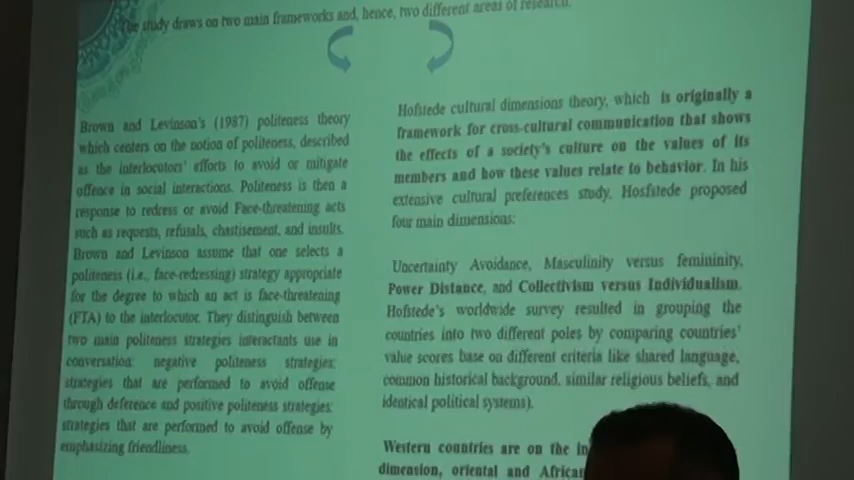 The study draws on two main frameworks and, hence, two different areas of research.
Brown and Levinson's (1987) politeness theory
which centers on the notion of politeness, described
as the interlocutors' efforts to avoid or mitigate
offence in social interactions. Politeness is then a
response to redress or avoid Face-threatening acts
such as requests, refusals, chastisement, and insults.
Brown and Levinson assume that one selects a
politeness (i.e., face-redressing) strategy appropriate
for the degree to which an act is face-threatening
(FTA) to the interlocutor. They distinguish between
two main politeness strategies interactants use in
conversation: negative politeness strategies:
strategies that are performed to avoid offense
through deference and positive politeness strategies:
strategies that are performed to avoid offense by
emphasizing friendliness.
Hofstede cultural dimensions theory, which is originally a
framework for cross-cultural communication that shows
the effects of a society's culture on the values of its
members and how these values relate to behavior. In his
extensive cultural preferences study, Hosfstede proposed
four main dimensions:
Uncertainty Avoidance, Masculinity versus femininity,
Power Distance, and Collectivism versus Individualism.
Hofstede's worldwide survey resulted in grouping the
countries into two different poles by comparing countries'
value scores base on different criteria like shared language,
common historical background, similar religious beliefs, and
identical political systems).
Western countries are on the
dimension, oriental and African